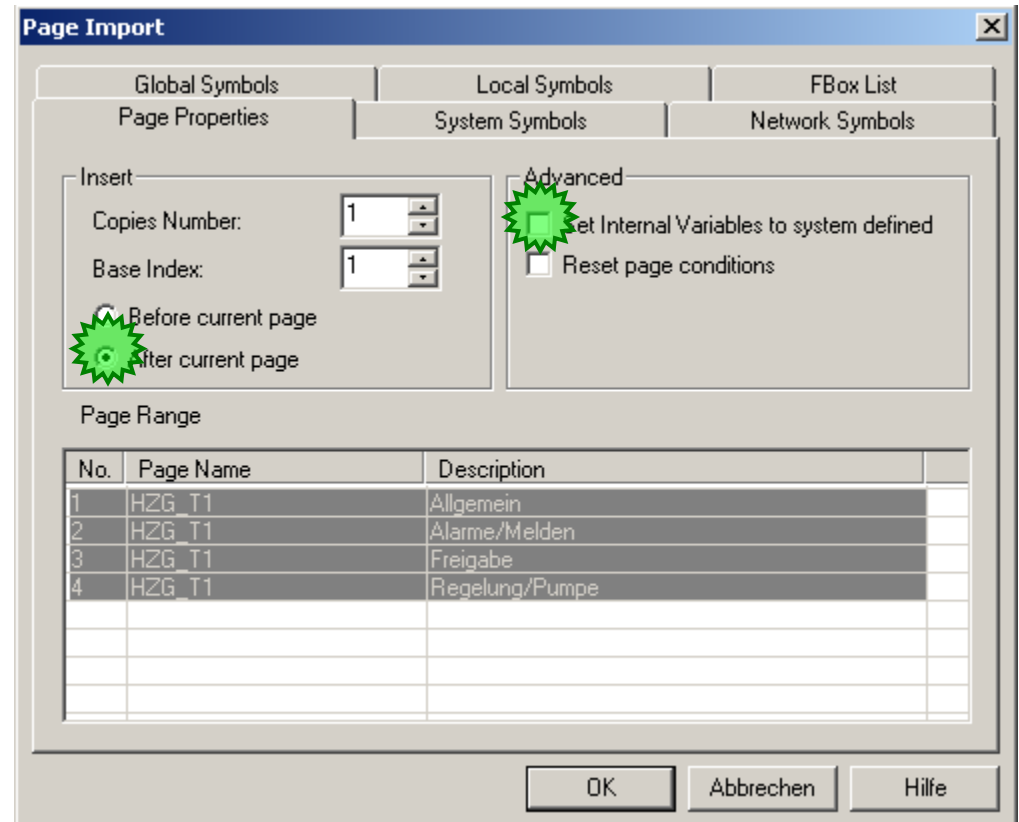 Page Import
Global Symbols
Local Symbols
FBox List
Page Properties
System Symbols
Network Symbols
Insert
Copies Number:
1
Base Index:
1
Before current page
After current page
Advanced
Internal Variables to system defined
Reset page conditions
Page Range
No. Page Name Description
1 HZG_T1 Allgemein
2 HZG_T1 Alarme/Melden
3 HZG_T1 Freigabe
4 HZG_T1 Regelung/Pumpe
OK
Abbrechen
Hilfe